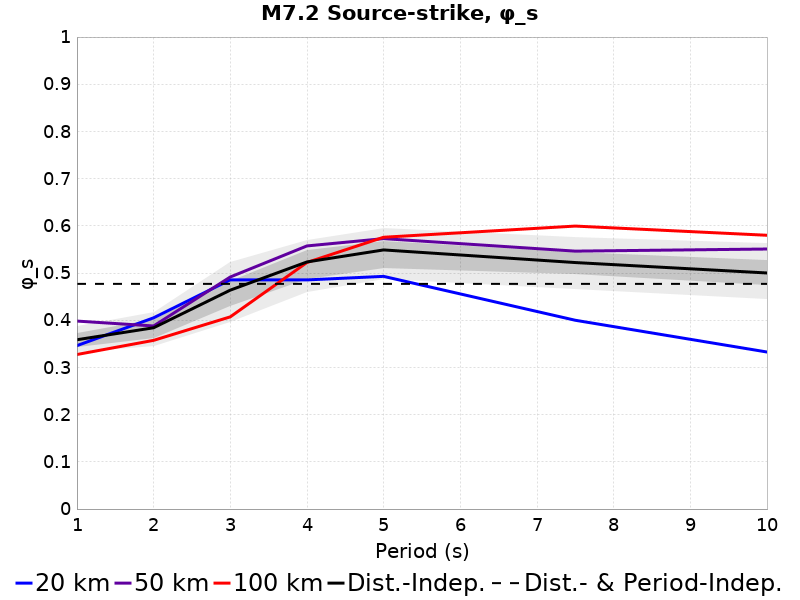 M7.2 Source-strike, φ_s
1
0.9
0.8
0.7
0.6
0.5
0.4
0.3
0.2
0.1
0
φ_s
1 2 3 4 5 6 7 8 9 10
Period (s)
20 km 50 km 100 km Dist.-Indep. Dist.- & Period-Indep.